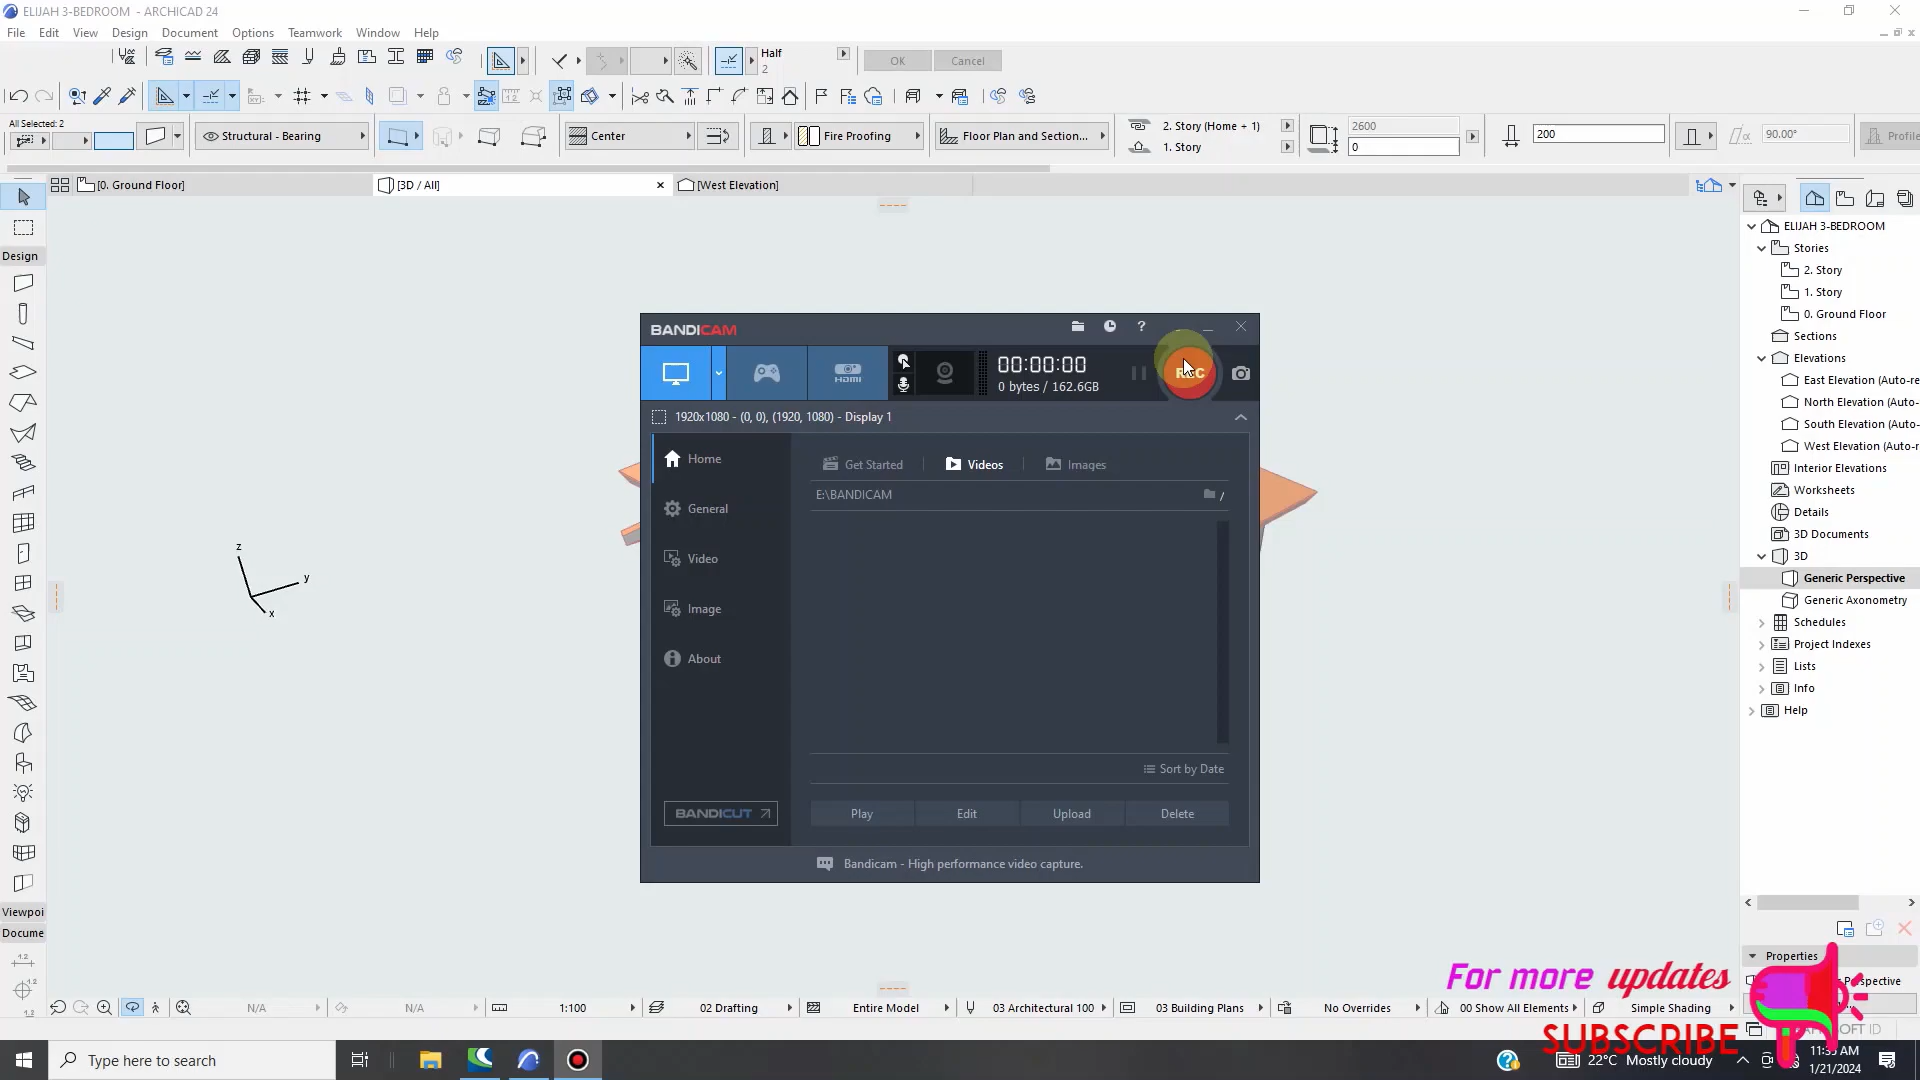 ELIJAH 3-BEDROOM - ARCHICAD 24
File Edit View Design Document Options Teamwork Window Help
Half
2
OK Cancel
All Selected: 2
Structural - Bearing
Center
Fire Proofing
Floor Plan and Section...
2. Story (Home + 1)
1. Story
2600
0
200
90.00°
Profile
[0. Ground Floor]
[3D / All]
[West Elevation]
Design
Viewpoi
Docume
ELIJAH 3-BEDROOM
Stories
2. Story
1. Story
0. Ground Floor
Sections
Elevations
East Elevation (Auto-re
North Elevation (Auto-
South Elevation (Auto-
West Elevation (Auto-r
Interior Elevations
Worksheets
Details
3D Documents
3D
Generic Perspective
Generic Axonometry
Schedules
Project Indexes
Lists
Info
Help
Properties
BANDICAM
HDMI
00:00:00
0 bytes / 162.6GB
REC
1920x1080 - (0, 0), (1920, 1080) - Display 1
Home
General
Video
Image
About
BANDICUT
Get Started
Videos
Images
E:\BANDICAM
Sort by Date
Play Edit Upload Delete
Bandicam - High performance video capture.
z
y
x
N/A
N/A
1:100
02 Drafting
Entire Model
03 Architectural 100
03 Building Plans
No Overrides
00 Show All Elements
Simple Shading
For more updates
SUBSCRIBE
Type here to search
22°C Mostly cloudy
1/21/2024